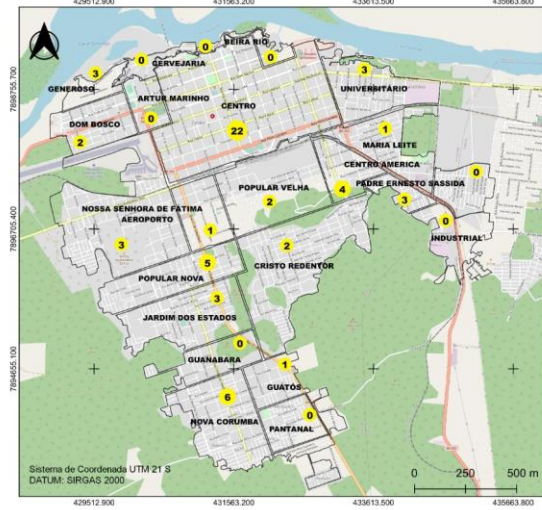 429512.900 431563.200 433613.500 435663.800
7898755.700
7896705.400
7894655.100
0 BEIRA RIO
0 CERVEJARIA 0
3 3
GENEROSO UNIVERSITÁRIO
ARTUR MARINHO
CENTRO
DOM BOSCO 0
22 1
2 MARIA LEITE
CENTRO AMERICA
0
POPULAR VELHA 4 PADRE ERNESTO SASSIDA
NOSSA SENHORA DE FÁTIMA 2 3
AEROPORTO 0
1 INDUSTRIAL
3 2
5 CRISTO REDENTOR
POPULAR NOVA
3
JARDIM DOS ESTADOS
0
GUANABARA 1
GUATÓS
6
NOVA CORUMBA 0
PANTANAL
Sistema de Coordenada UTM 21 S
DATUM: SIRGAS 2000
0 250 500 m
429512.900 431563.200 433613.500 435663.800